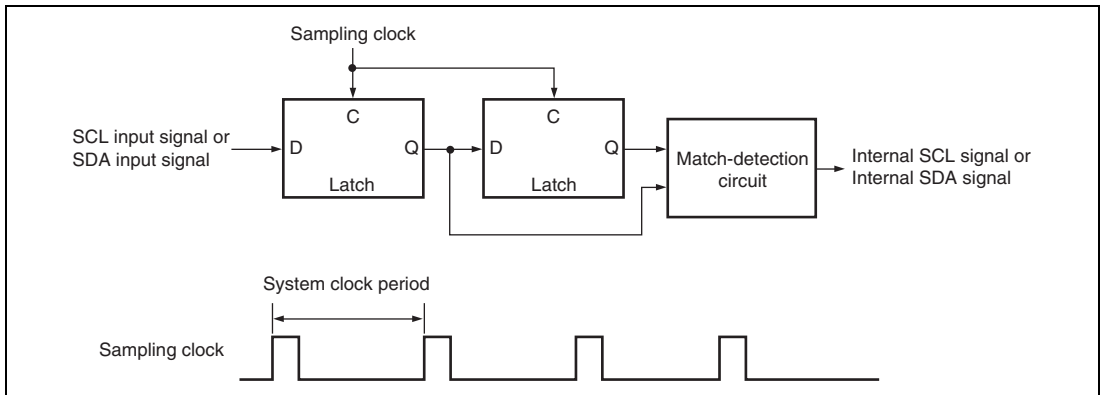 Sampling clock
C
C
SCL input signal or
SDA input signal
D
Q
D
Q
Latch
Latch
Match-detection
circuit
Internal SCL signal or
Internal SDA signal
System clock period
Sampling clock